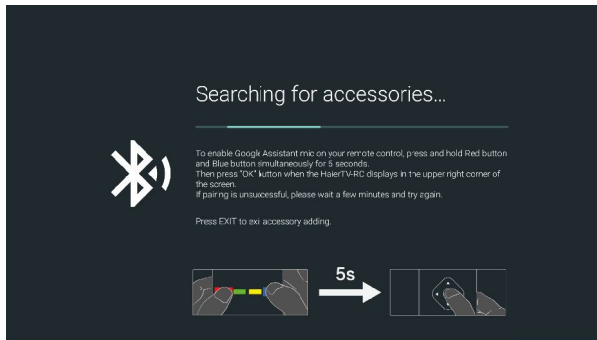 Searching for accessories...
To enable Google Assistant mic on your remote control, press and hold Red button
and Blue button simultaneously for 5 seconds.
Then press "OK" button when the HaierTV-RC displays in the upper right corner of
the screen.
If pairing is unsuccessful, please wait a few minutes and try again.
Press EXIT to exit accessory adding.
5s